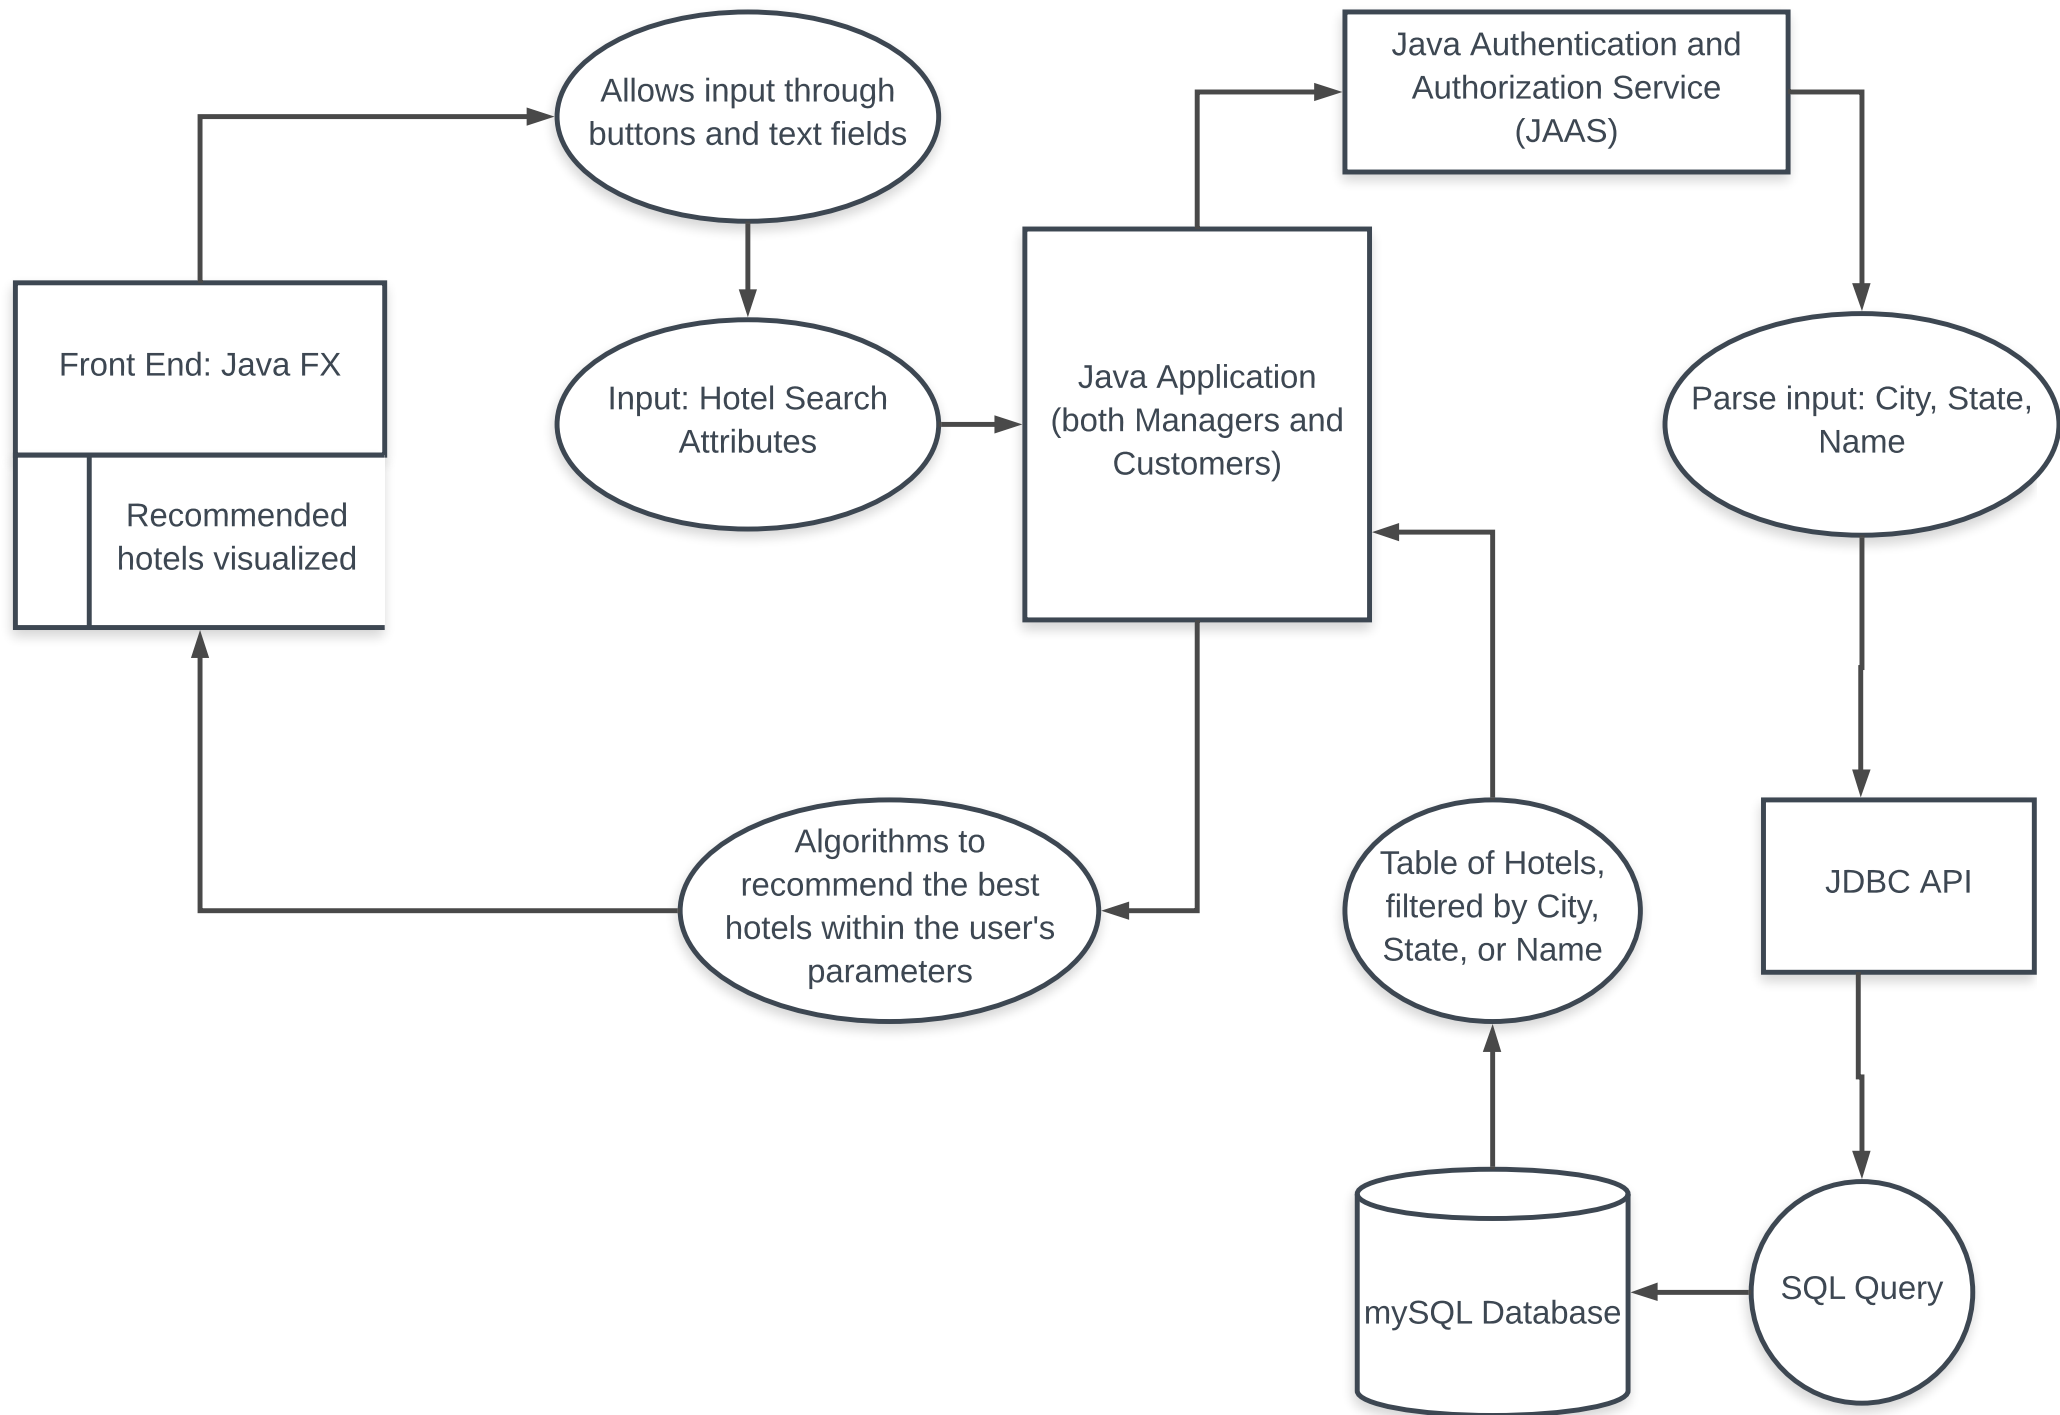 Allows input through
buttons and text fields
Java Authentication and
Authorization Service
(JAAS)
Front End: Java FX
Recommended
hotels visualized
Input: Hotel Search
Attributes
Java Application
(both Managers and
Customers)
Parse input: City, State,
Name
Algorithms to
recommend the best
hotels within the user's
parameters
Table of Hotels,
filtered by City,
State, or Name
JDBC API
mySQL Database
SQL Query